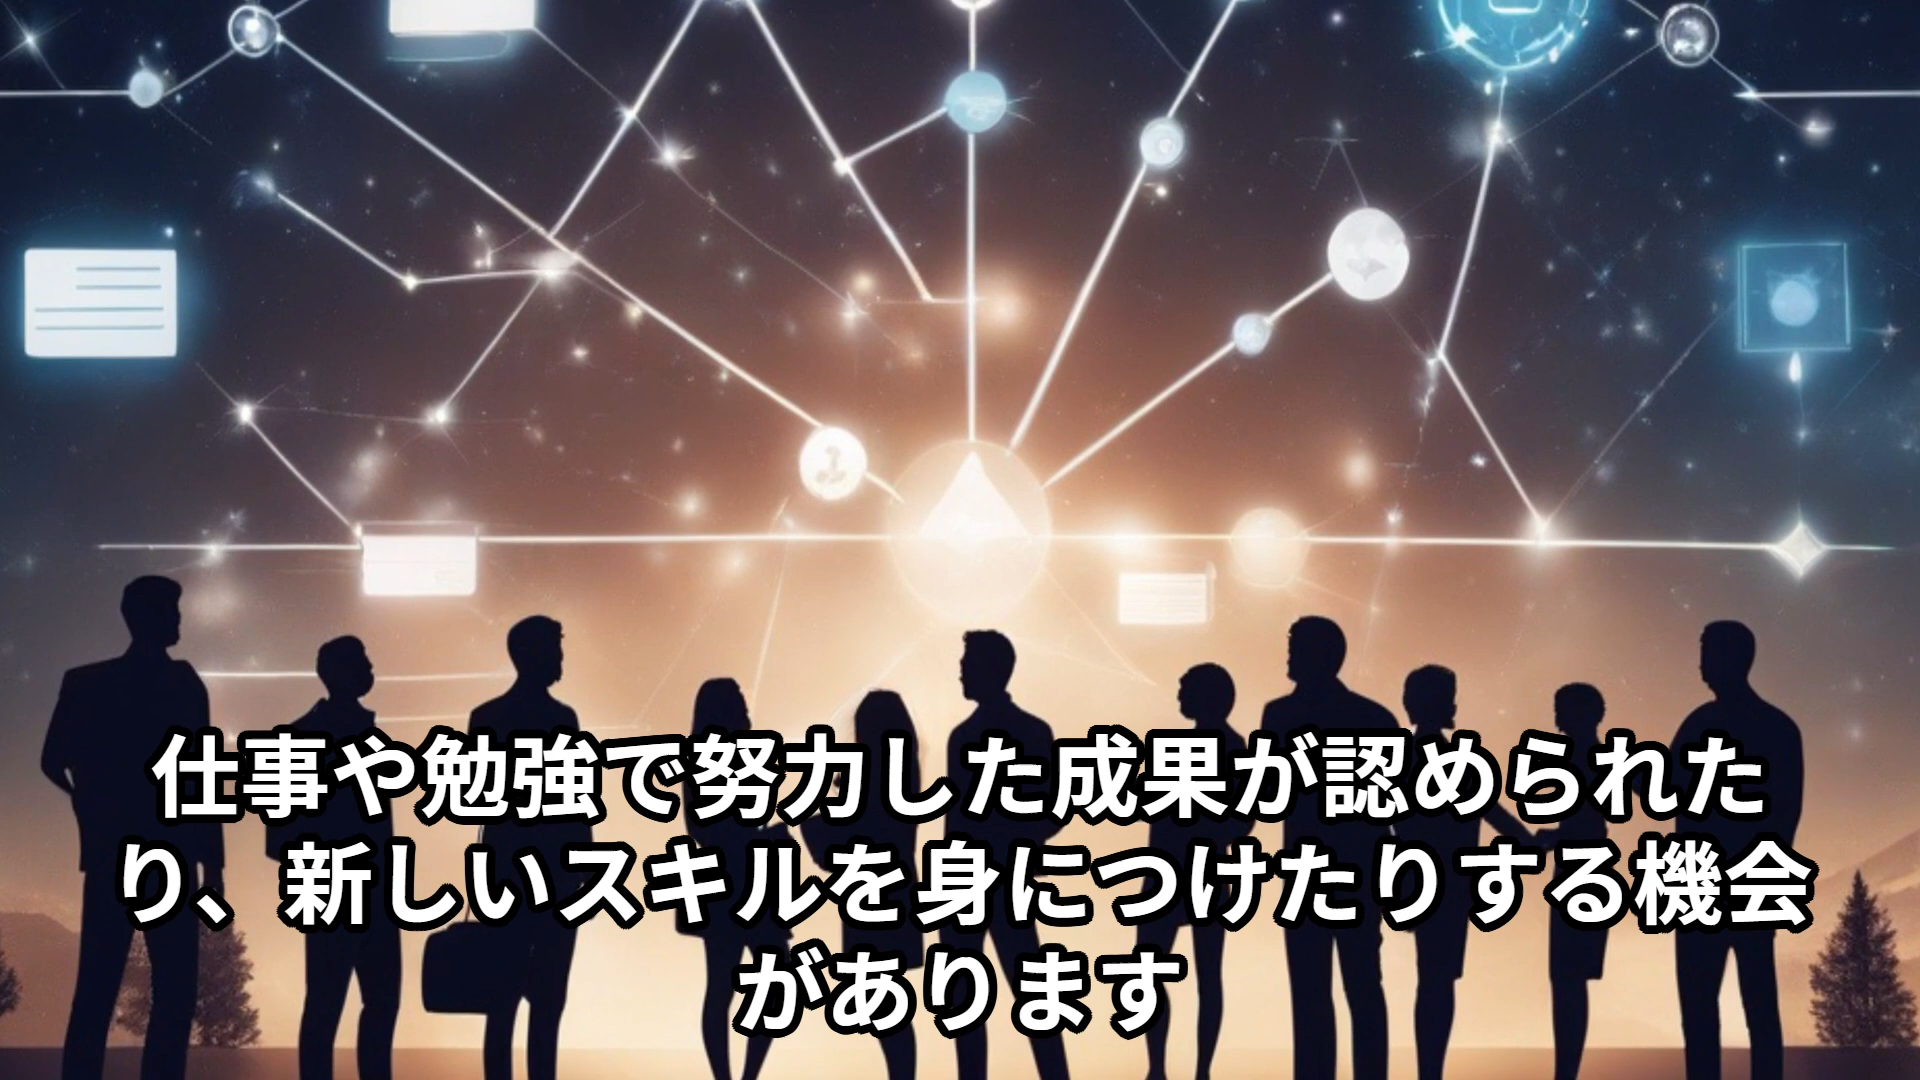 仕事や勉強で努力した成果が認められた
り、新しいスキルを身につけたりする機会
があります